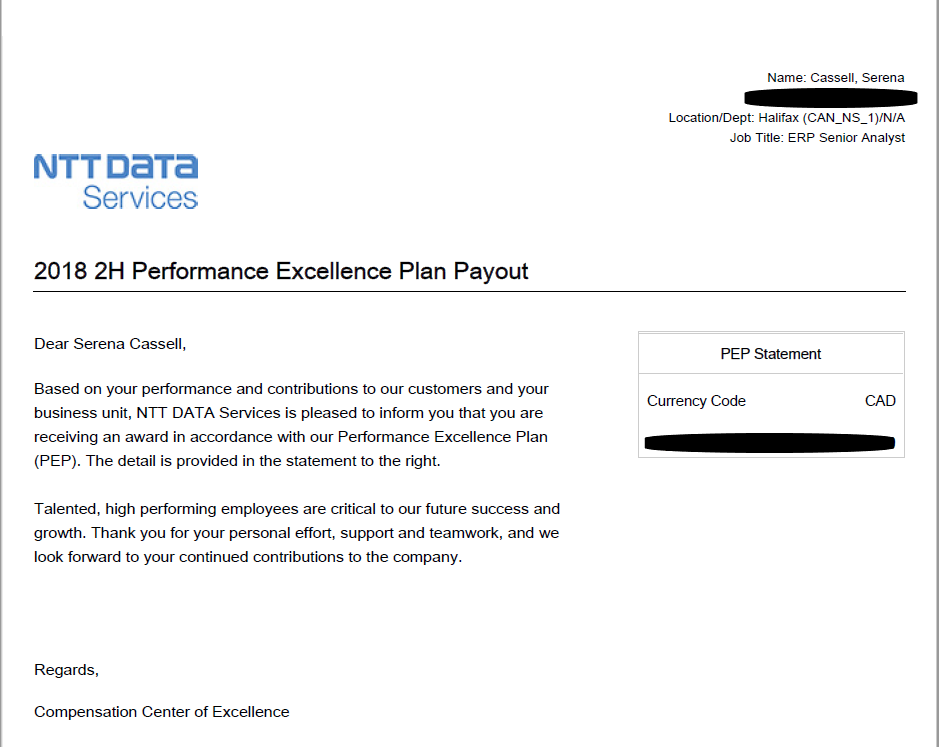 Name: Cassell, Serena
Location/Dept: Halifax (CAN_NS_1)/N/A
Job Title: ERP Senior Analyst
NTT DATA
Services
2018 2H Performance Excellence Plan Payout
Dear Serena Cassell,
Based on your performance and contributions to our customers and your
business unit, NTT DATA Services is pleased to inform you that you are
receiving an award in accordance with our Performance Excellence Plan
(PEP). The detail is provided in the statement to the right.
Talented, high performing employees are critical to our future success and
growth. Thank you for your personal effort, support and teamwork, and we
look forward to your continued contributions to the company.
PEP Statement
Currency Code CAD
Regards,
Compensation Center of Excellence